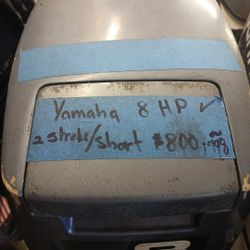 Yamaha 8 HP ✓
2 stroke/short $800.00